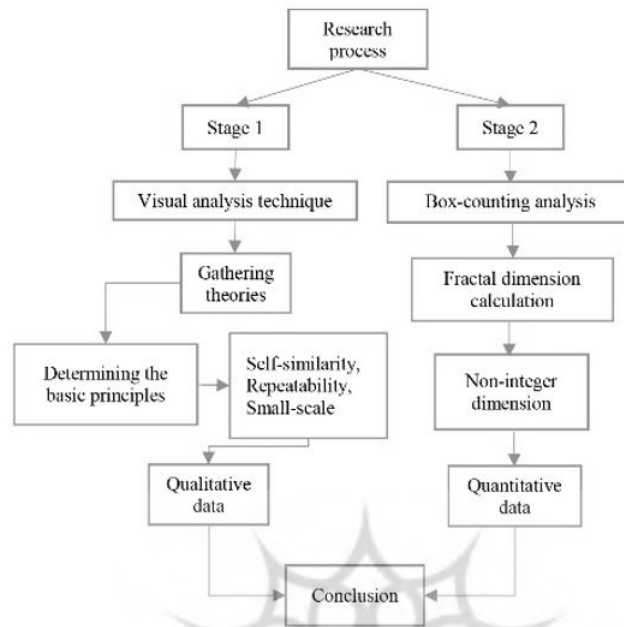 Research
process
Stage 1
Stage 2
Visual analysis technique
Box-counting analysis
Gathering
theories
Fractal dimension
calculation
Determining the
basic principles
Self-similarity,
Repeatability,
Small-scale
Non-integer
dimension
Qualitative
data
Quantitative
data
Conclusion